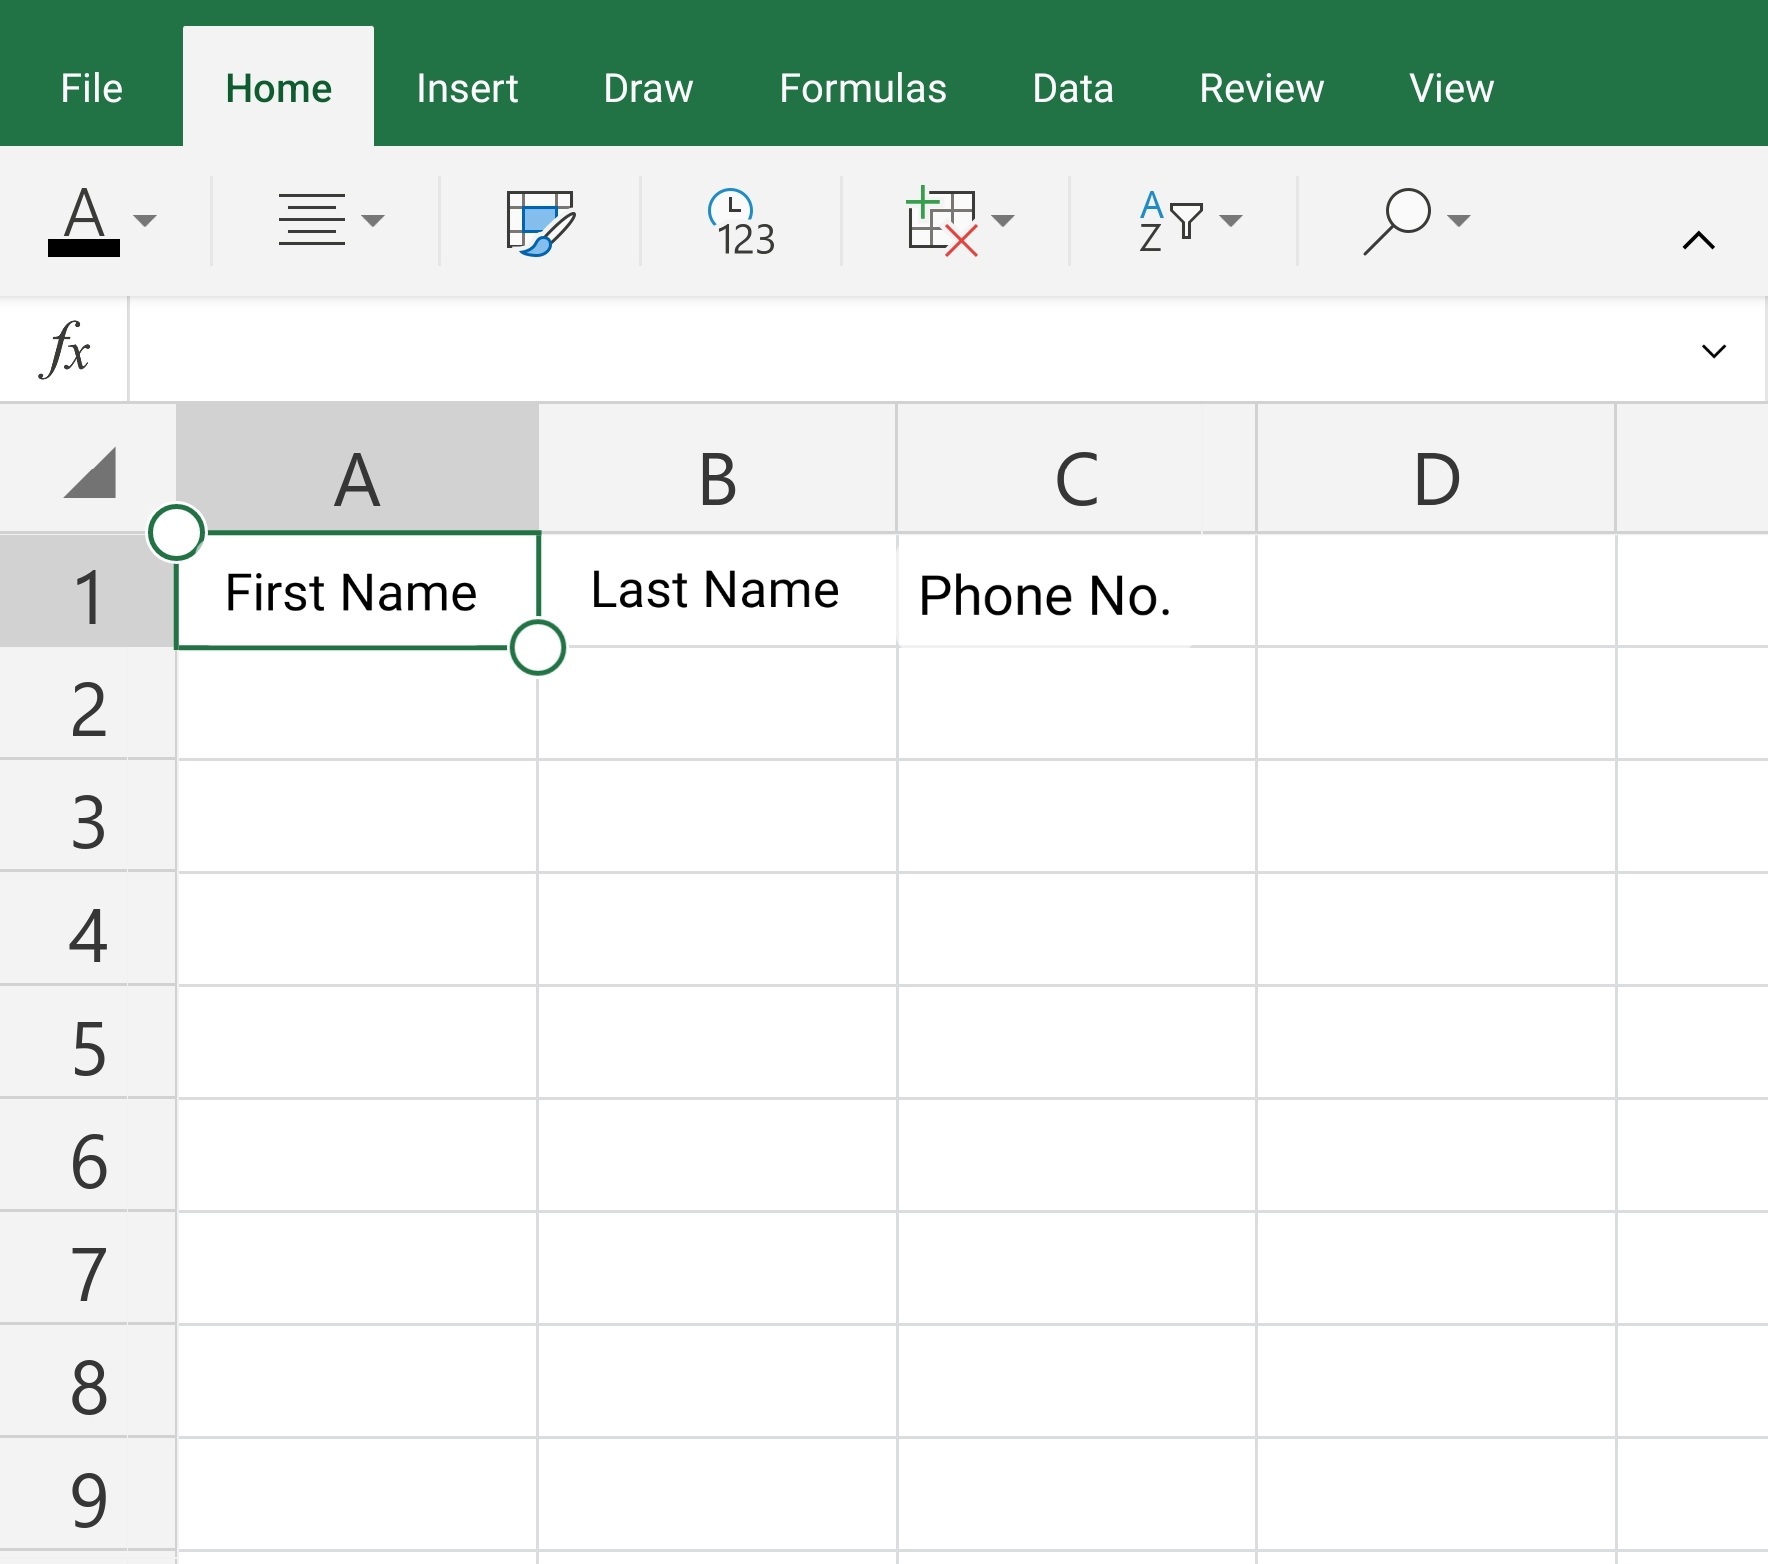 File Home Insert Draw Formulas Data Review View
A 123 A Z
fx
A B C D
1 First Name Last Name Phone No.
2
3
4
5
6
7
8
9